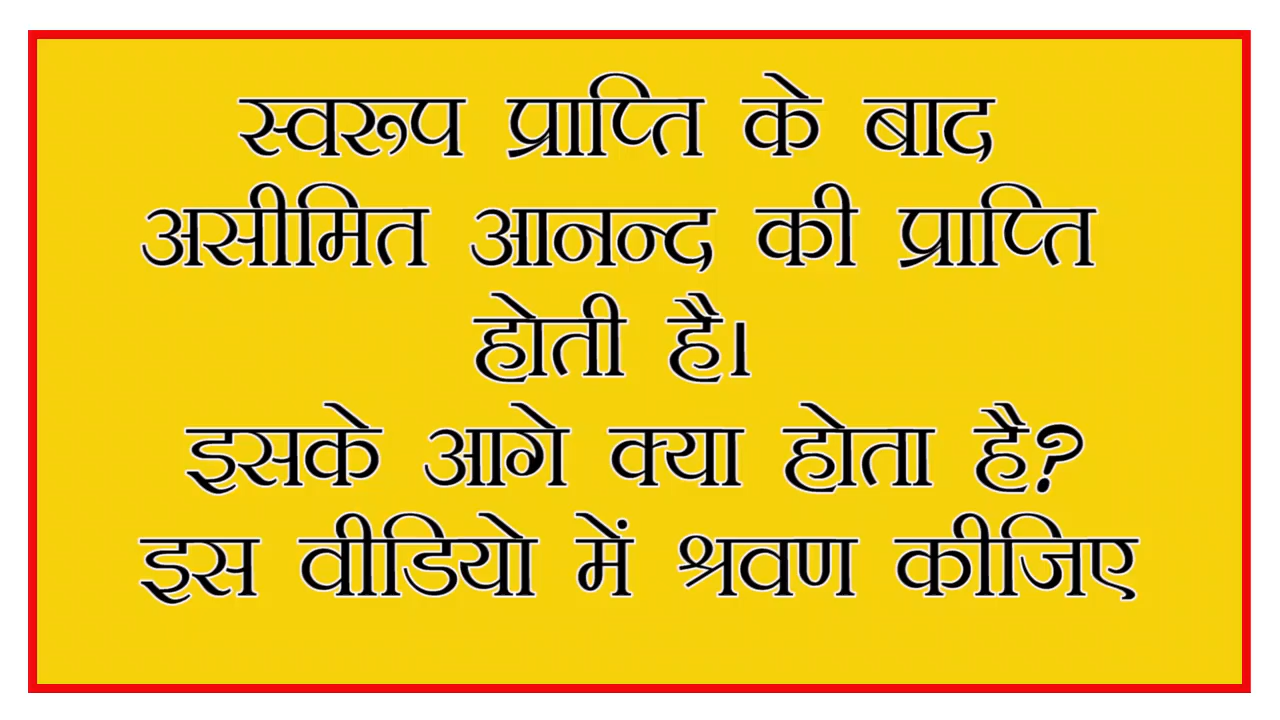 स्वरूप प्राप्ति के बाद
असीमित आनन्द की प्राप्ति
होती है।
इसके आगे क्या होता है?
इस वीडियो में श्रवण कीजिए